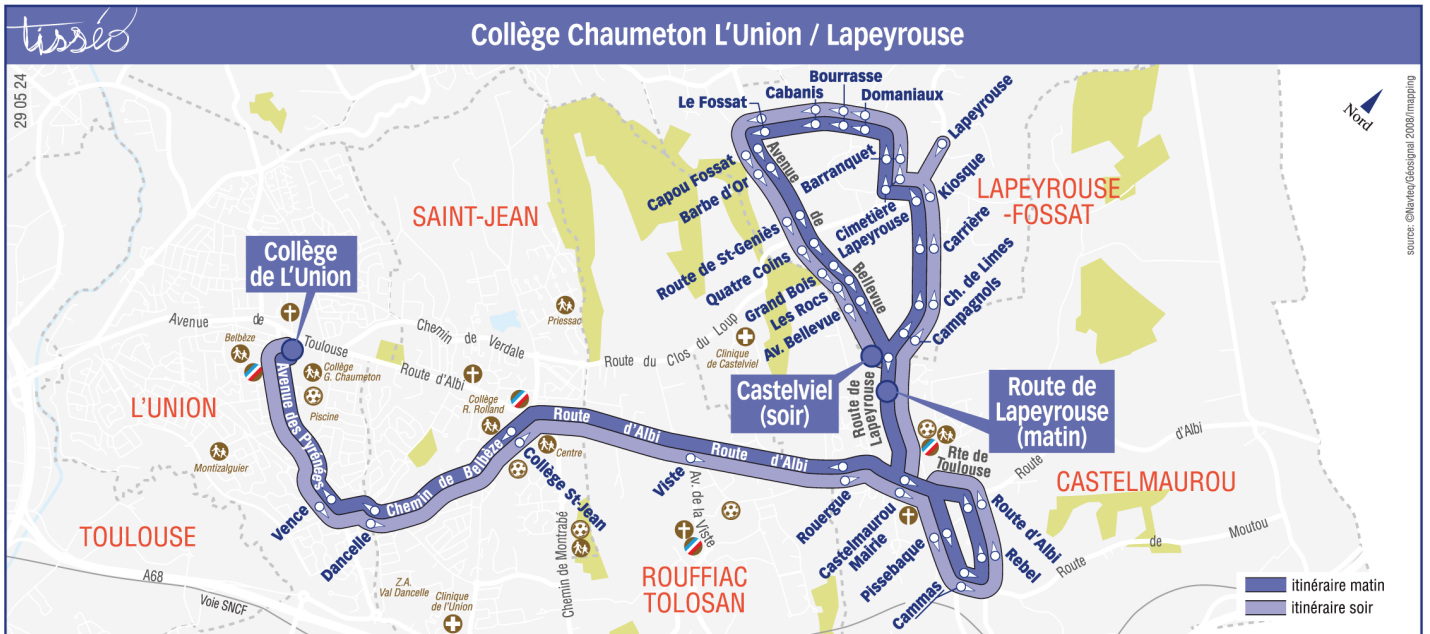 tisséo
Collège Chaumeton L'Union / Lapeyrouse
29 05 24
Nord
source: ©Navteq/Géosignal 2008/Imapping
Bourrasse
Cabanis
Domaniaux
Le Fossat
Lapeyrouse
Avenue
de
Bellevue
Capou Fossat
Barbe d'Or
Barranquet
Kiosque
LAPEYROUSE
-FOSSAT
Cimetière
Lapeyrouse
Carrière
Route de St-Geniès
Quatre Coins
Grand Bois
Les Rocs
Av. Bellevue
Ch. de Limes
Campagnols
SAINT-JEAN
Collège
de L'Union
Avenue de Toulouse
Belbèze
Collège
G. Chaumeton
Piscine
Chemin de Verdale
Route d'Albi
Priessac
Route du Clos du Loup
Clinique
de Castelviel
Castelviel
(soir)
Route de
Lapeyrouse
Route de
Lapeyrouse
(matin)
L'UNION
Montizalguier
Avenue des Pyrénées
Collège
R. Rolland
Centre
Route d'Albi
Route d'Albi
Chemin de Belbèze
Collège St-Jean
Viste
Av. de la Viste
Rouergue
Castelmaurou
Mairie
Pissebaque
Cammas
Rte de
Toulouse
Route d'Albi
Route d'Albi
Rebel
CASTELMAUROU
Route de Moutou
Vence
Dancelle
TOULOUSE
A68
Voie SNCF
Z.A.
Val Dancelle
Clinique
de l'Union
Chemin de Montrabé
ROUFFIAC
TOLOSAN
itinéraire matin
itinéraire soir